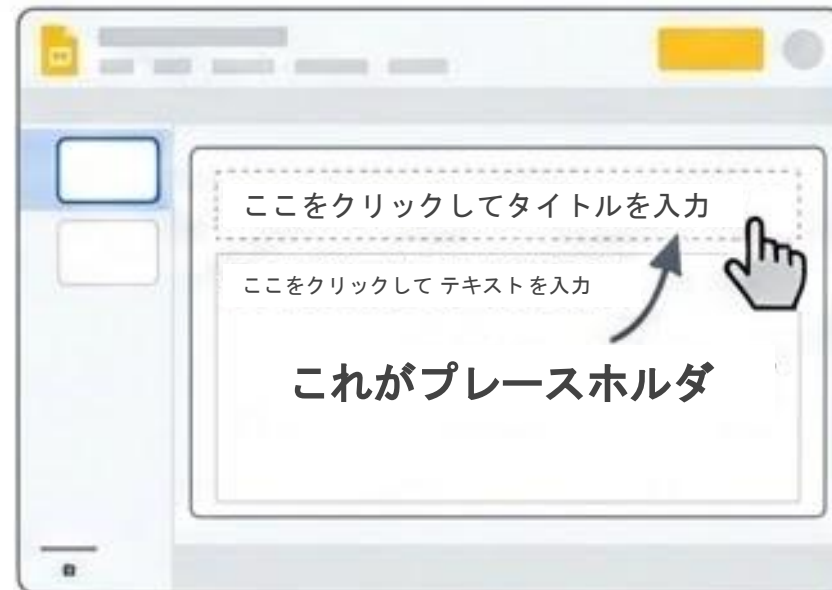 ここをクリックしてタイトルを入力
ここをクリックして テキスト を入力
これがプレースホルダ